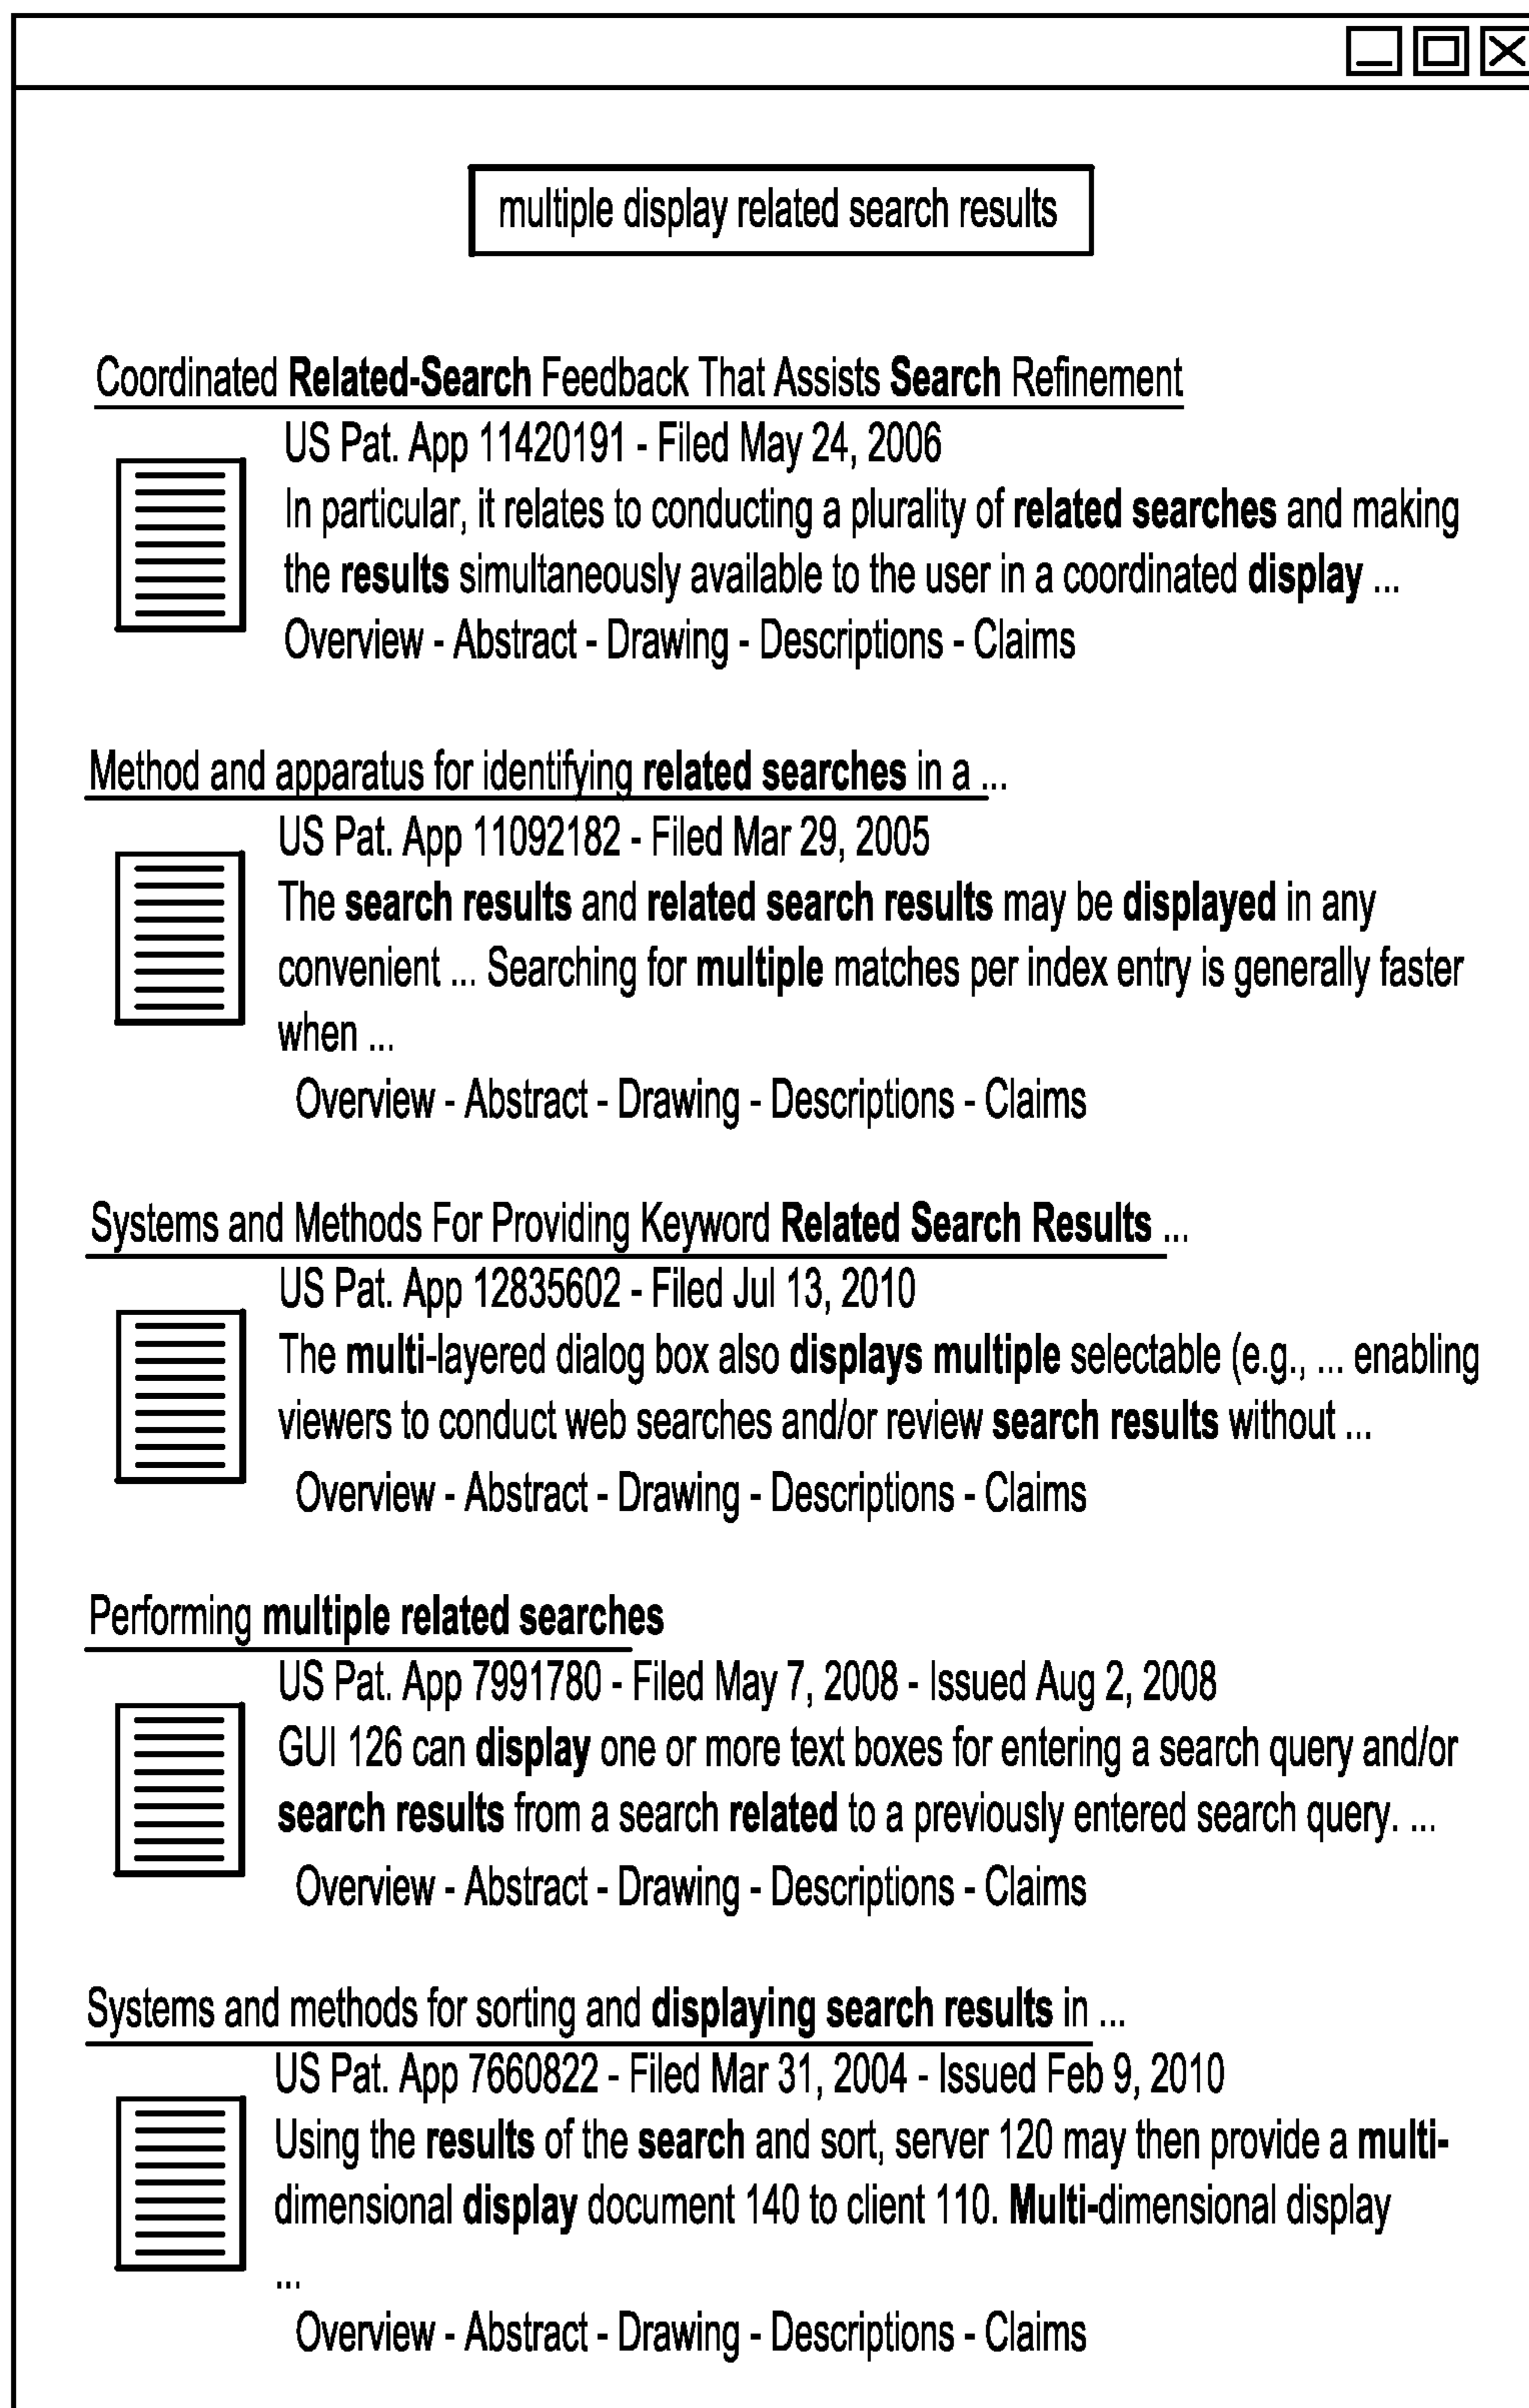 multiple display related search results
Coordinated Related-Search Feedback That Assists Search Refinement
US Pat. App 11420191 - Filed May 24, 2006
In particular, it relates to conducting a plurality of related searches and making
the results simultaneously available to the user in a coordinated display ...
Overview - Abstract - Drawing - Descriptions - Claims
Method and apparatus for identifying related searches in a ...
US Pat. App 11092182 - Filed Mar 29, 2005
The search results and related search results may be displayed in any
convenient ... Searching for multiple matches per index entry is generally faster
when ...
Overview - Abstract - Drawing - Descriptions - Claims
Systems and Methods For Providing Keyword Related Search Results ...
US Pat. App 12835602 - Filed Jul 13, 2010
The multi-layered dialog box also displays multiple selectable (e.g., ... enabling
viewers to conduct web searches and/or review search results without ...
Overview - Abstract - Drawing - Descriptions - Claims
Performing multiple related searches
US Pat. App 7991780 - Filed May 7, 2008 - Issued Aug 2, 2008
GUI 126 can display one or more text boxes for entering a search query and/or
search results from a search related to a previously entered search query. ...
Overview - Abstract - Drawing - Descriptions - Claims
Systems and methods for sorting and displaying search results in ...
US Pat. App 7660822 - Filed Mar 31, 2004 - Issued Feb 9, 2010
Using the results of the search and sort, server 120 may then provide a multi-
dimensional display document 140 to client 110. Multi-dimensional display
...
Overview - Abstract - Drawing - Descriptions - Claims